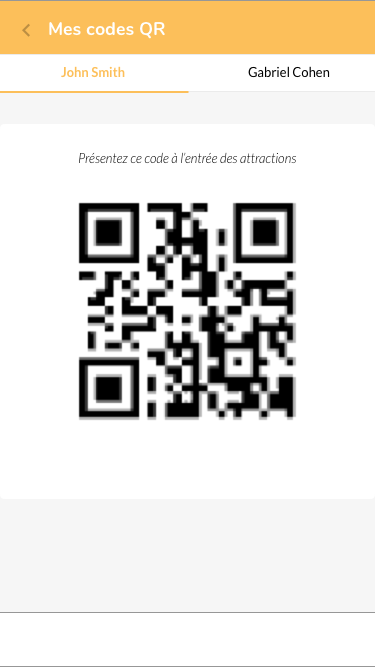 Mes codes QR
John Smith
Gabriel Cohen
Présentez ce code à l'entrée des attractions